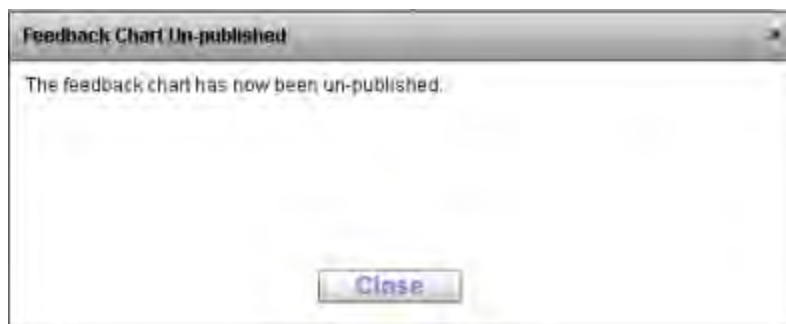 Feedback Chart Un-published
The feedback chart has now been un-published.
Close